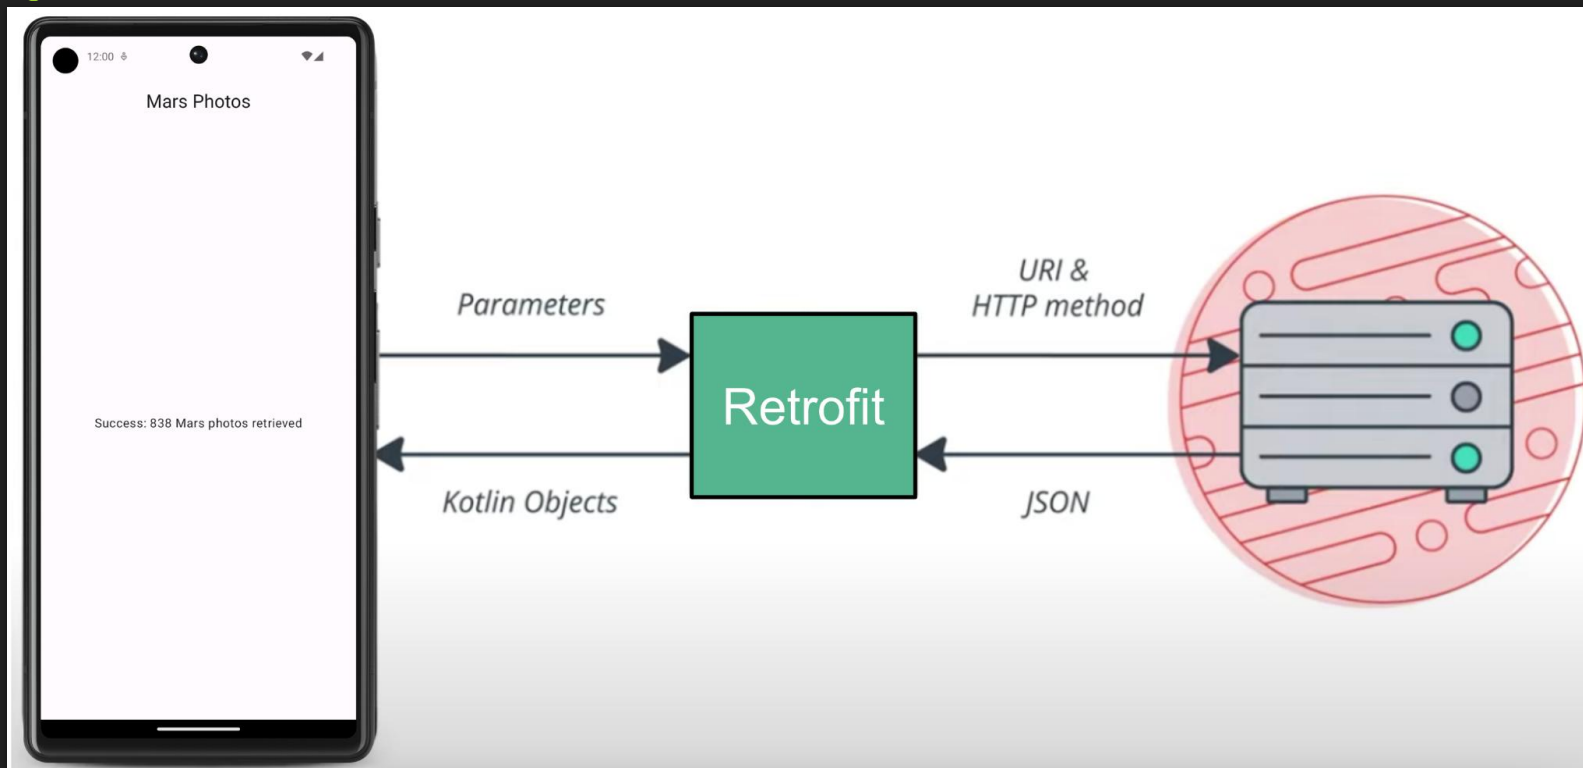 12:00
Mars Photos
Success: 838 Mars photos retrieved
Parameters
Kotlin Objects
Retrofit
URI &
HTTP method
JSON